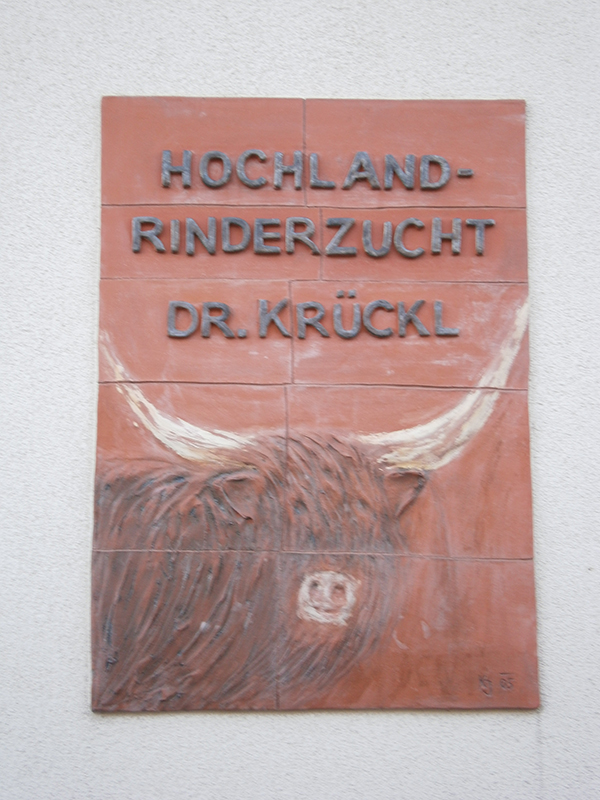 HOCHLAND-
RINDERZUCHT
DR. KRÜCKL